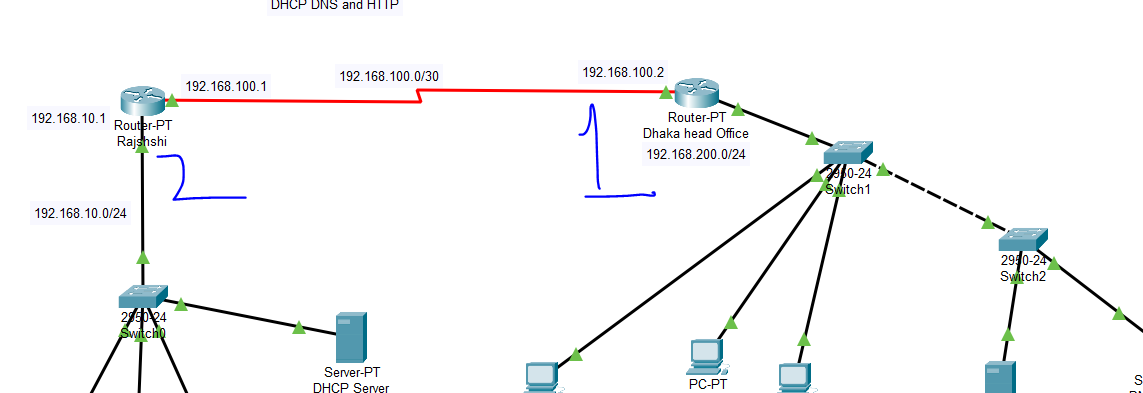 DHCP DNS and HTTP
192.168.100.1
192.168.100.0/30
192.168.100.2
192.168.10.1
Router-PT
Rajshshi
Router-PT
Dhaka head Office
192.168.200.0/24
1
2
2950-24
Switch1
192.168.10.0/24
2950-24
Switch2
2950-24
Switch0
Server-PT
DHCP Server
PC-PT